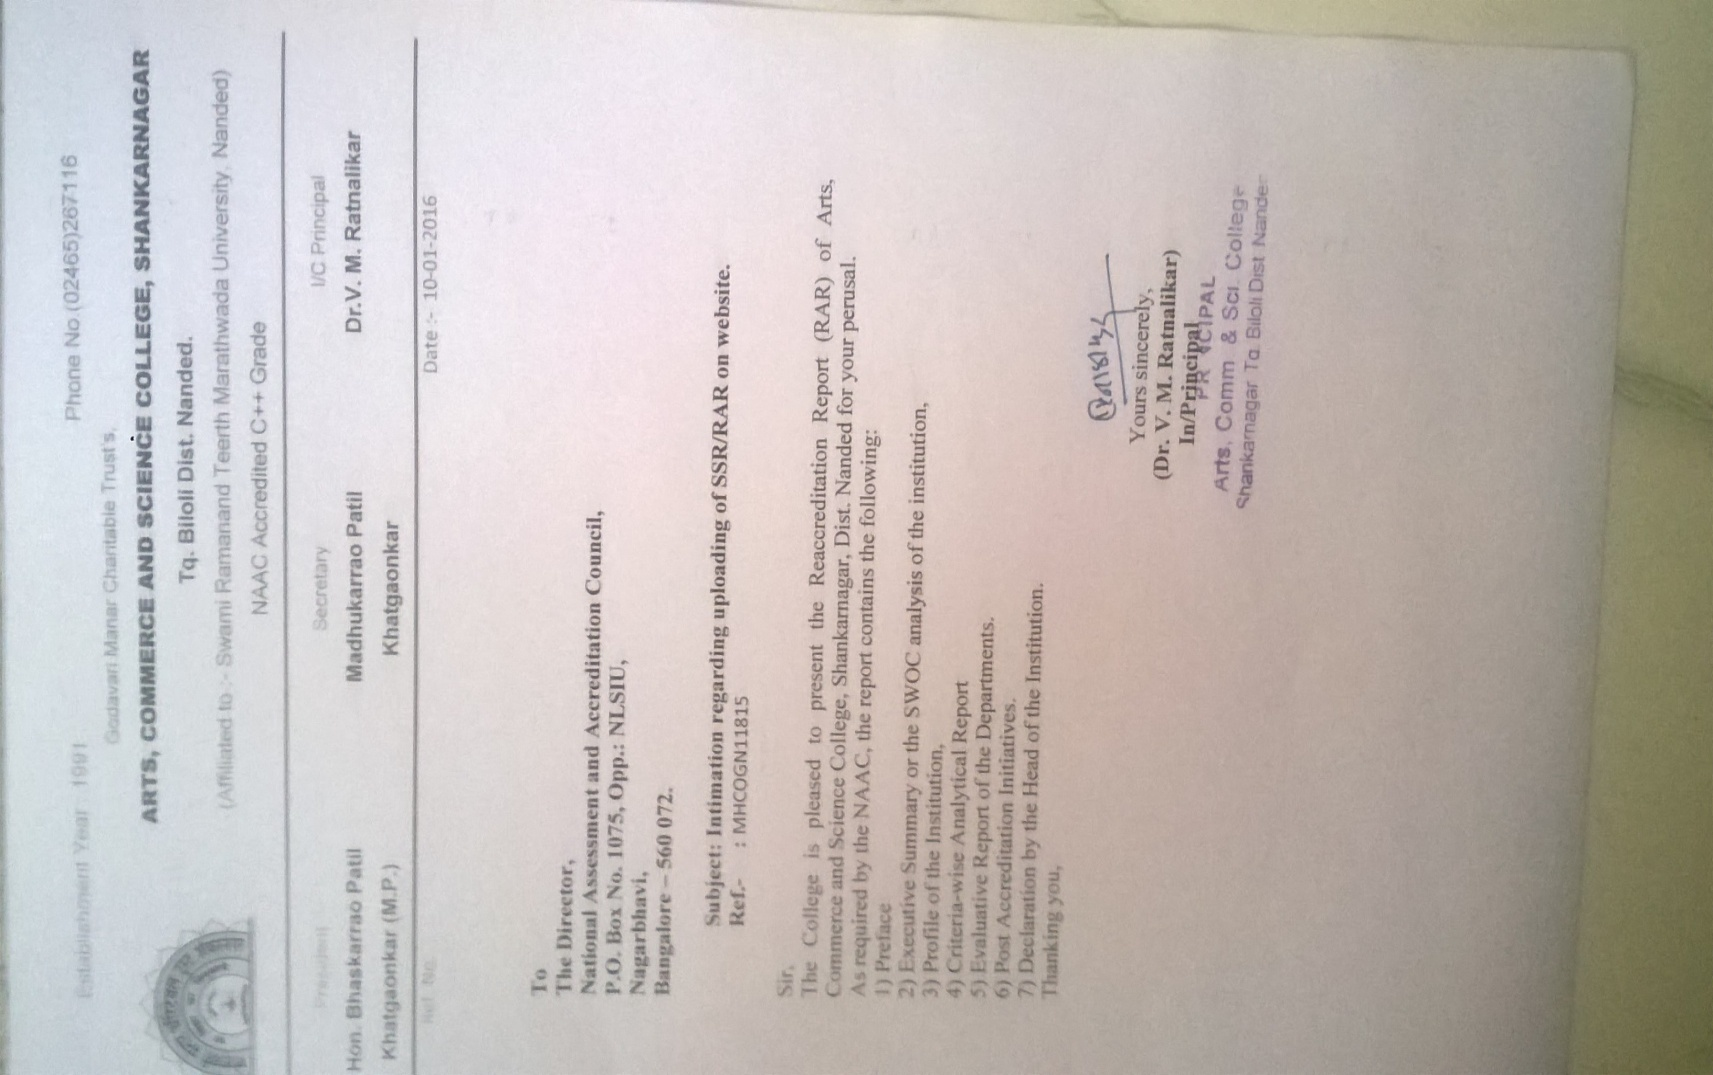 Establishment Year 1991 Phone No.(02465)267116
Godavari Manar Charitable Trust's.
ARTS, COMMERCE AND SCIENCE COLLEGE, SHANKARNAGAR
Tq. Biloli Dist. Nanded.
(Affiliated to :- Swami Ramanand Teerth Marathwada University, Nanded)
NAAC Accredited C++ Grade
President Secretary I/C Principal
Hon. Bhaskarrao Patil Madhukarrao Patil Dr.V. M. Ratnalikar
Khatgaonkar (M.P.) Khatgaonkar
Ref. No. Date :- 10-01-2016
To
The Director,
National Assessment and Accreditation Council,
P.O. Box No. 1075, Opp.: NLSIU,
Nagarbhavi,
Bangalore – 560 072.
Subject: Intimation regarding uploading of SSR/RAR on website.
Ref.- : MHCOGN11815
Sir,
The College is pleased to present the Reaccreditation Report (RAR) of Arts,
Commerce and Science College, Shankarnagar, Dist. Nanded for your perusal.
As required by the NAAC, the report contains the following:
1) Preface
2) Executive Summary or the SWOC analysis of the institution,
3) Profile of the Institution,
4) Criteria-wise Analytical Report
5) Evaluative Report of the Departments.
6) Post Accreditation Initiatives.
7) Declaration by the Head of the Institution.
Thanking you,
Yours sincerely,
(Dr. V. M. Ratnalikar)
In/Principal
PRINCIPAL
Arts, Comm & Sci. College
Shankarnagar Tq. Biloli Dist Nanded